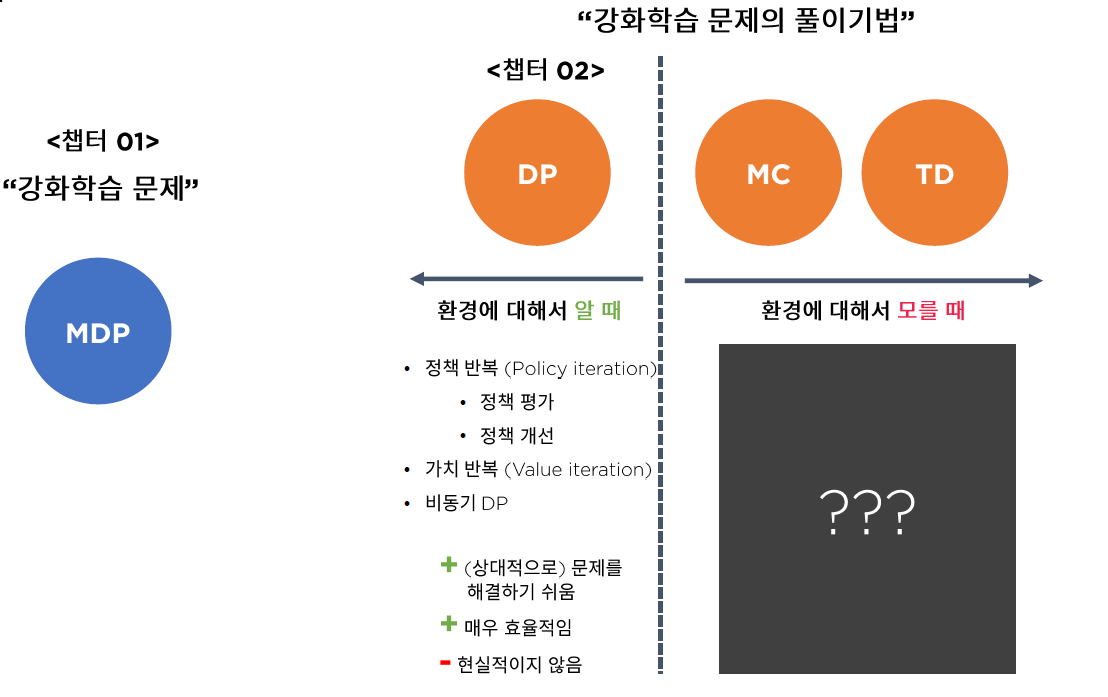 “강화학습 문제의 풀이기법”
<챕터 01>
“강화학습 문제”
MDP
<챕터 02>
DP
MC
TD
환경에 대해서 알 때
환경에 대해서 모를 때
• 정책 반복 (Policy iteration)
• 정책 평가
• 정책 개선
• 가치 반복 (Value iteration)
• 비동기 DP
+ (상대적으로) 문제를
해결하기 쉬움
+ 매우 효율적임
- 현실적이지 않음
???